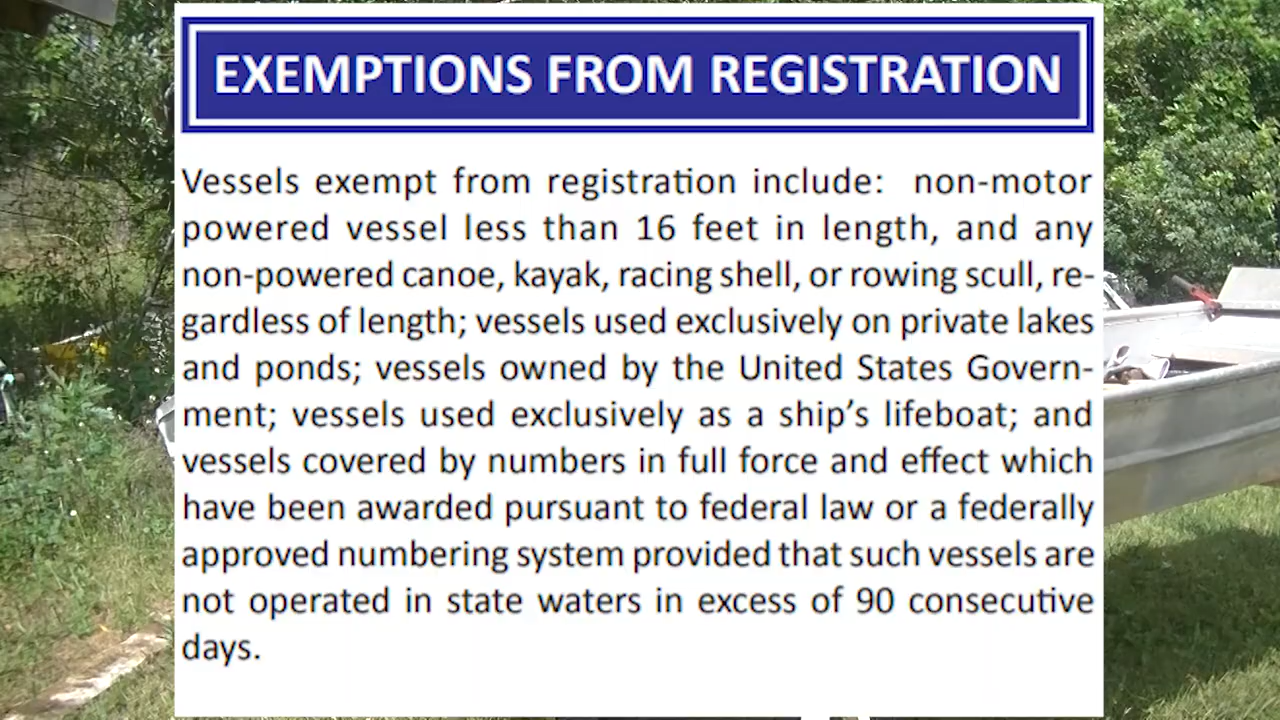 EXEMPTIONS FROM REGISTRATION
Vessels exempt from registration include: non-motor
powered vessel less than 16 feet in length, and any
non-powered canoe, kayak, racing shell, or rowing scull, re-
gardless of length; vessels used exclusively on private lakes
and ponds; vessels owned by the United States Govern-
ment; vessels used exclusively as a ship's lifeboat; and
vessels covered by numbers in full force and effect which
have been awarded pursuant to federal law or a federally
approved numbering system provided that such vessels are
not operated in state waters in excess of 90 consecutive
days.